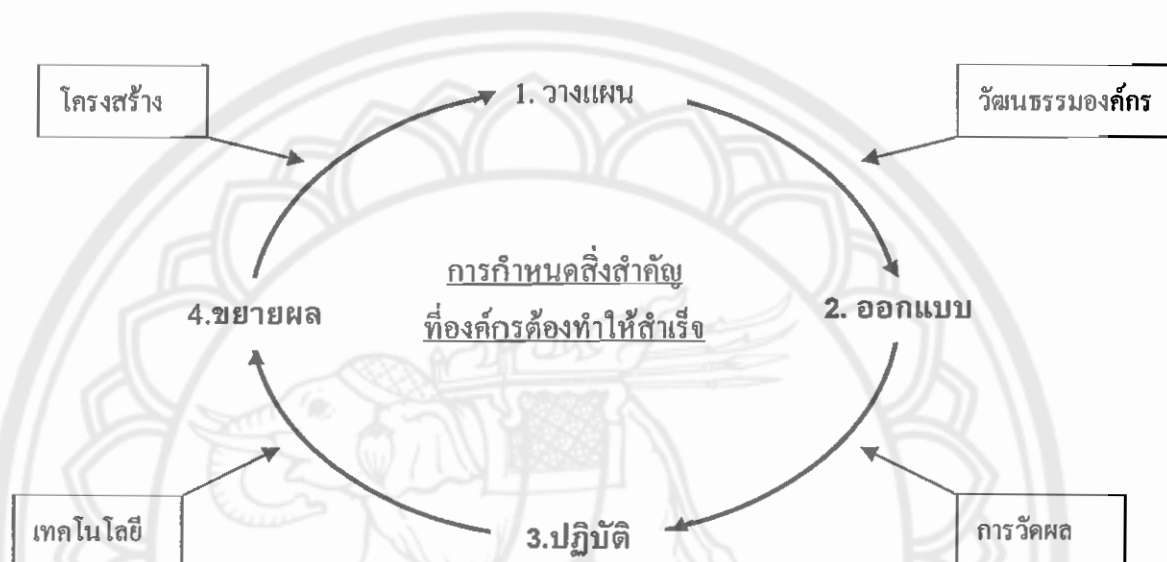 โครงสร้าง
1. วางแผน
วัฒนธรรมองค์กร
การกำหนดสิ่งสำคัญ
ที่องค์กรต้องทำให้สำเร็จ
4.ขยายผล
2. ออกแบบ
เทคโนโลยี
3.ปฏิบัติ
การวัดผล